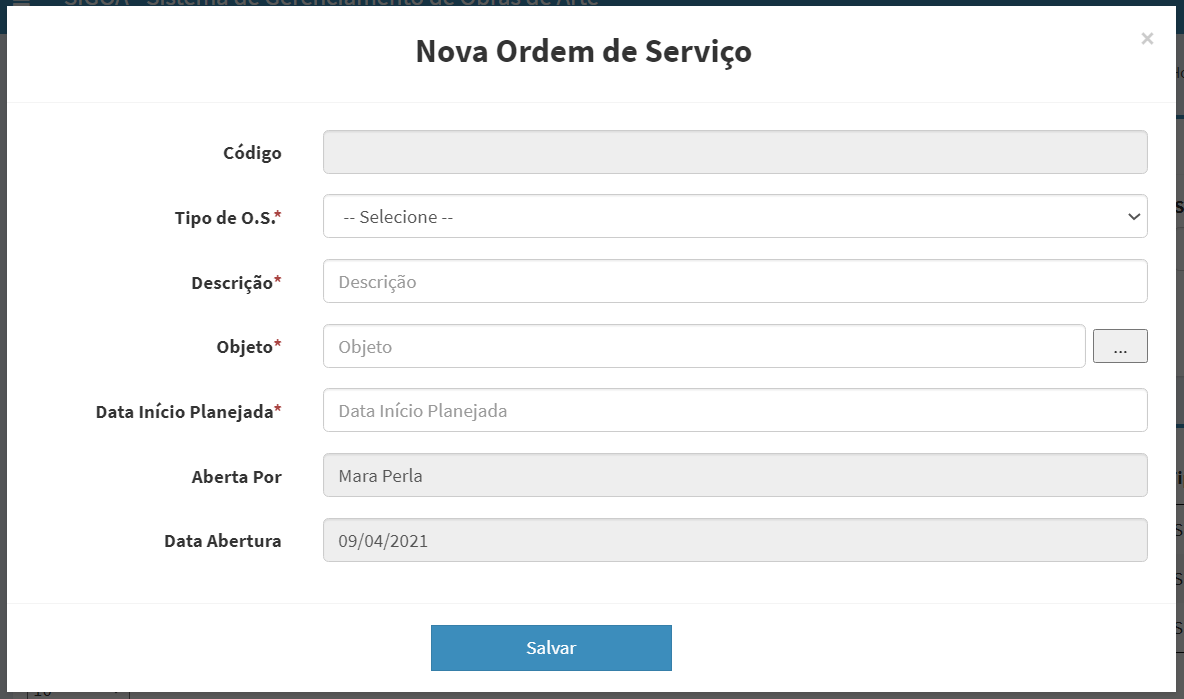 SIGOA - Sistema de Gerenciamento de Obras de Arte
Nova Ordem de Serviço
×
Código
Tipo de O.S.*
-- Selecione --
Descrição*
Descrição
Objeto*
Objeto
...
Data Início Planejada*
Data Início Planejada
Aberta Por
Mara Perla
Data Abertura
09/04/2021
Salvar
10